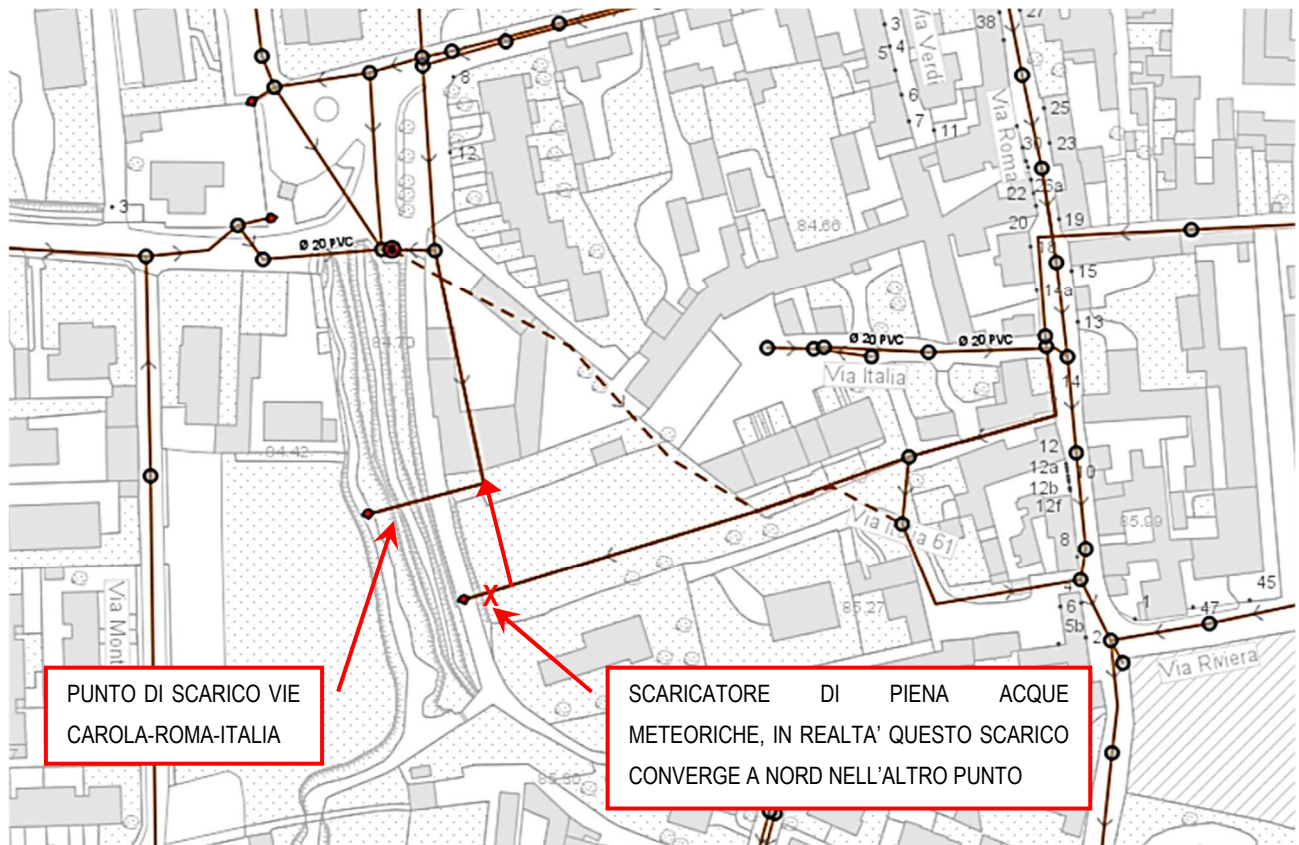 38
27
3
5
4
Via Verdi
8
6
7
11
Via Roma
25
12
30
23
26a
22
3
20
19
84.66
18
Ø 20 PVC
15
14a
13
84.70
Ø 20 PVC
Ø 20 PVC
Via Italia
14
84.42
12
12a
10
12b
12f
Via Italia 61
85.99
8
X
4
45
85.27
6
1
47
5b
2
Via Riviera
PUNTO DI SCARICO VIE
CAROLA-ROMA-ITALIA
SCARICATORE DI PIENA ACQUE
METEORICHE, IN REALTA’ QUESTO SCARICO
CONVERGE A NORD NELL’ALTRO PUNTO